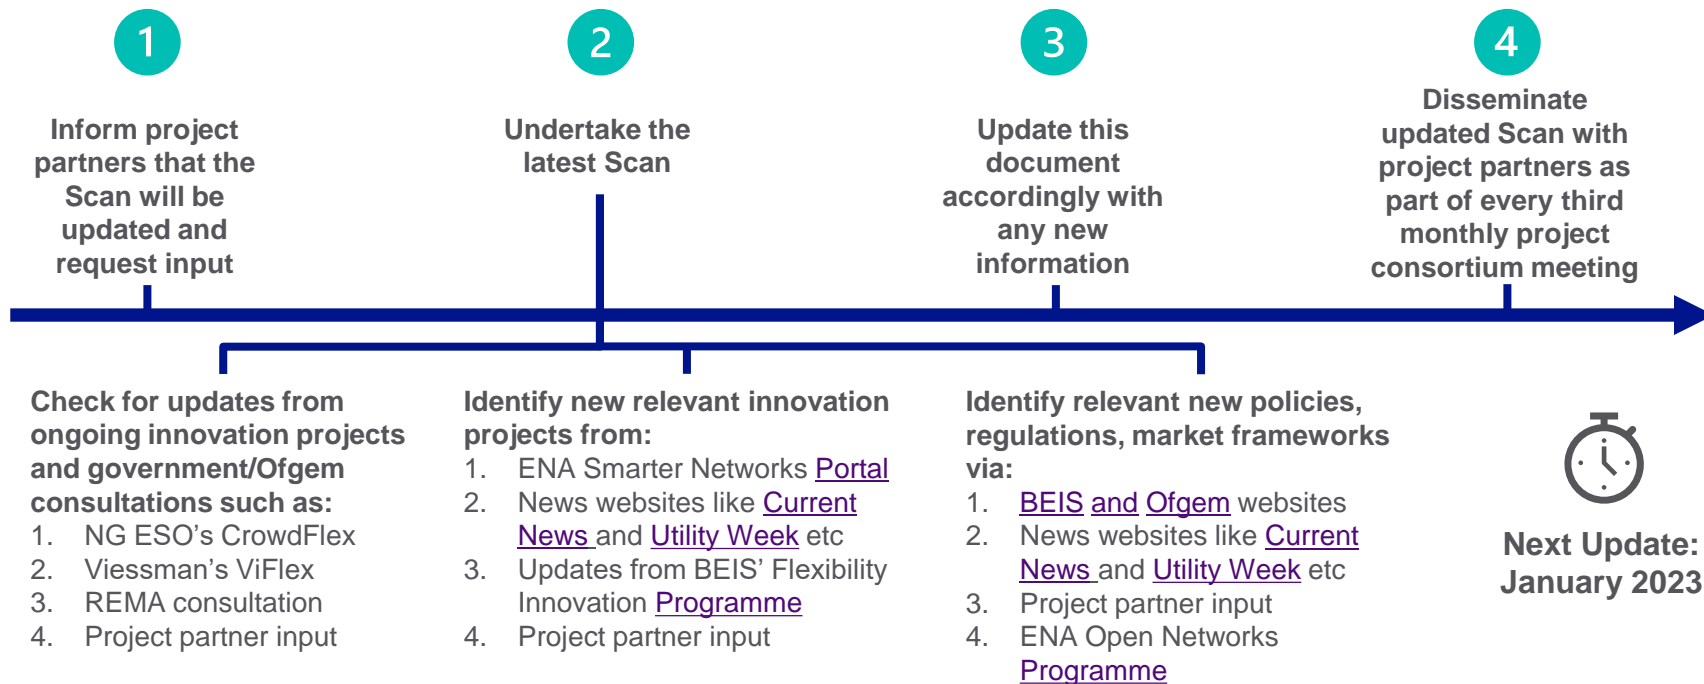 1
Inform project
partners that the
Scan will be
updated and
request input
2
Undertake the
latest Scan
3
Update this
document
accordingly with
any new
information
4
Disseminate
updated Scan with
project partners as
part of every third
monthly project
consortium meeting
Check for updates from
ongoing innovation projects
and government/Ofgem
consultations such as:
1. NG ESO’s CrowdFlex
2. Viessman’s ViFlex
3. REMA consultation
4. Project partner input
Identify new relevant innovation
projects from:
1. ENA Smarter Networks Portal
2. News websites like Current
News and Utility Week etc
3. Updates from BEIS’ Flexibility
Innovation Programme
4. Project partner input
Identify relevant new policies,
regulations, market frameworks
via:
1. BEIS and Ofgem websites
2. News websites like Current
News and Utility Week etc
3. Project partner input
4. ENA Open Networks
Programme
Next Update:
January 2023